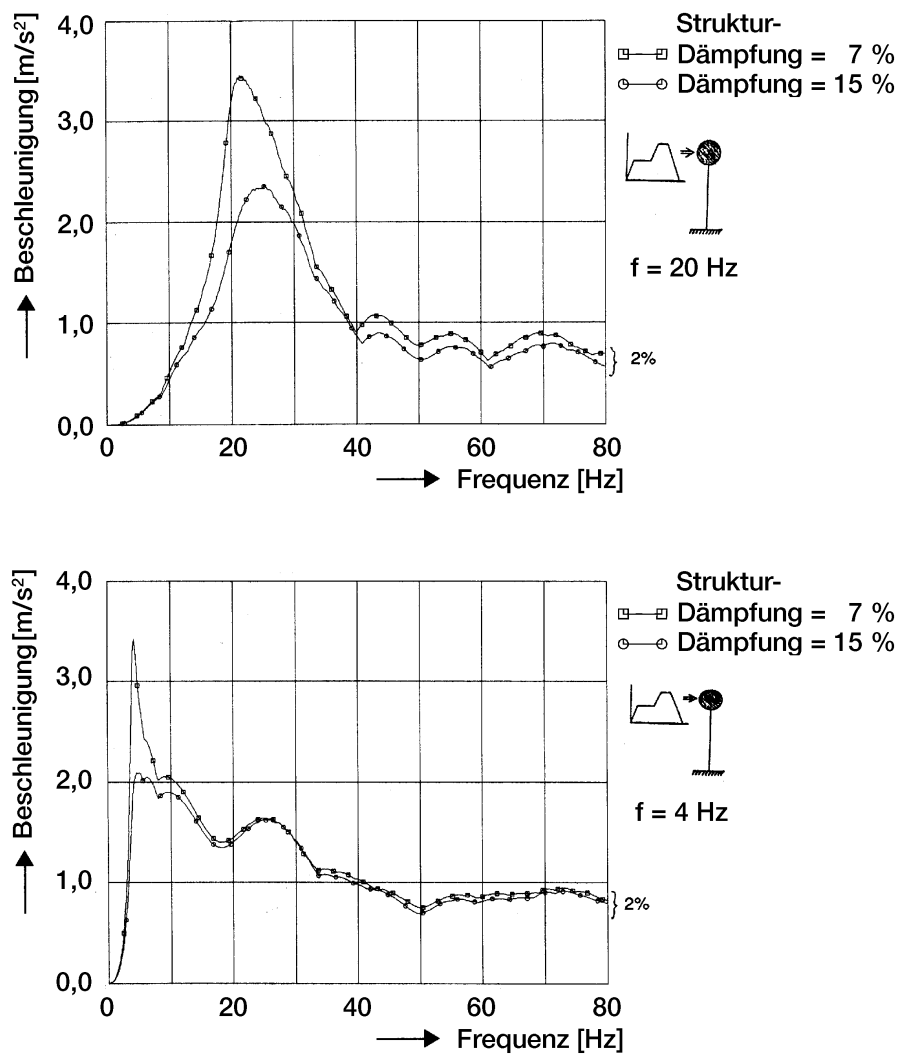 Beschleunigung [m/s²]
4,0
3,0
2,0
1,0
0,0
0 20 40 60 80
Frequenz [Hz]
Struktur-
Dämpfung = 7 %
Dämpfung = 15 %
f = 20 Hz
2%
Beschleunigung [m/s²]
4,0
3,0
2,0
1,0
0,0
0 20 40 60 80
Frequenz [Hz]
Struktur-
Dämpfung = 7 %
Dämpfung = 15 %
f = 4 Hz
2%